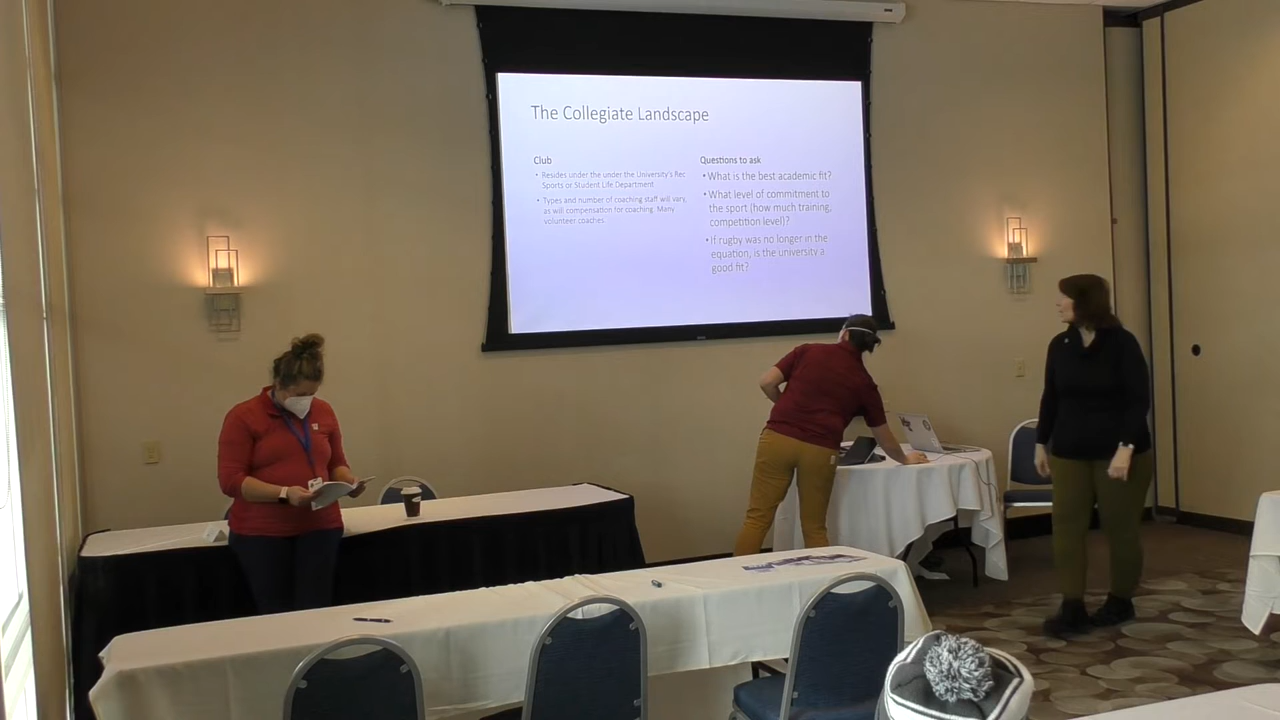 The Collegiate Landscape
Club
• Resides under the under the University's Rec
Sports or Student Life Department
• Types and number of coaching staff will vary,
as will compensation for coaching. Many
volunteer coaches.
Questions to ask
• What is the best academic fit?
• What level of commitment to
the sport (how much training,
competition level)?
• If rugby was no longer in the
equation, is the university a
good fit?